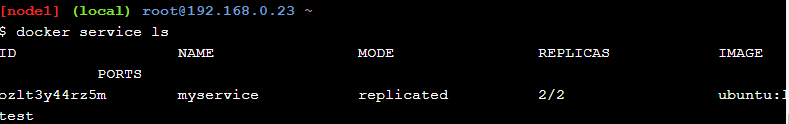 [node1] (local) root@192.168.0.23 ~
$ docker service ls
ID NAME MODE REPLICAS IMAGE
PORTS
ozlt3y44rz5m myservice replicated 2/2 ubuntu:l
test